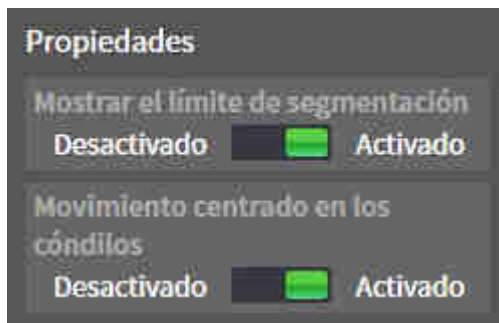 Propiedades
Mostrar el límite de segmentación
Desactivado Activado
Movimiento centrado en los
cóndilos
Desactivado Activado